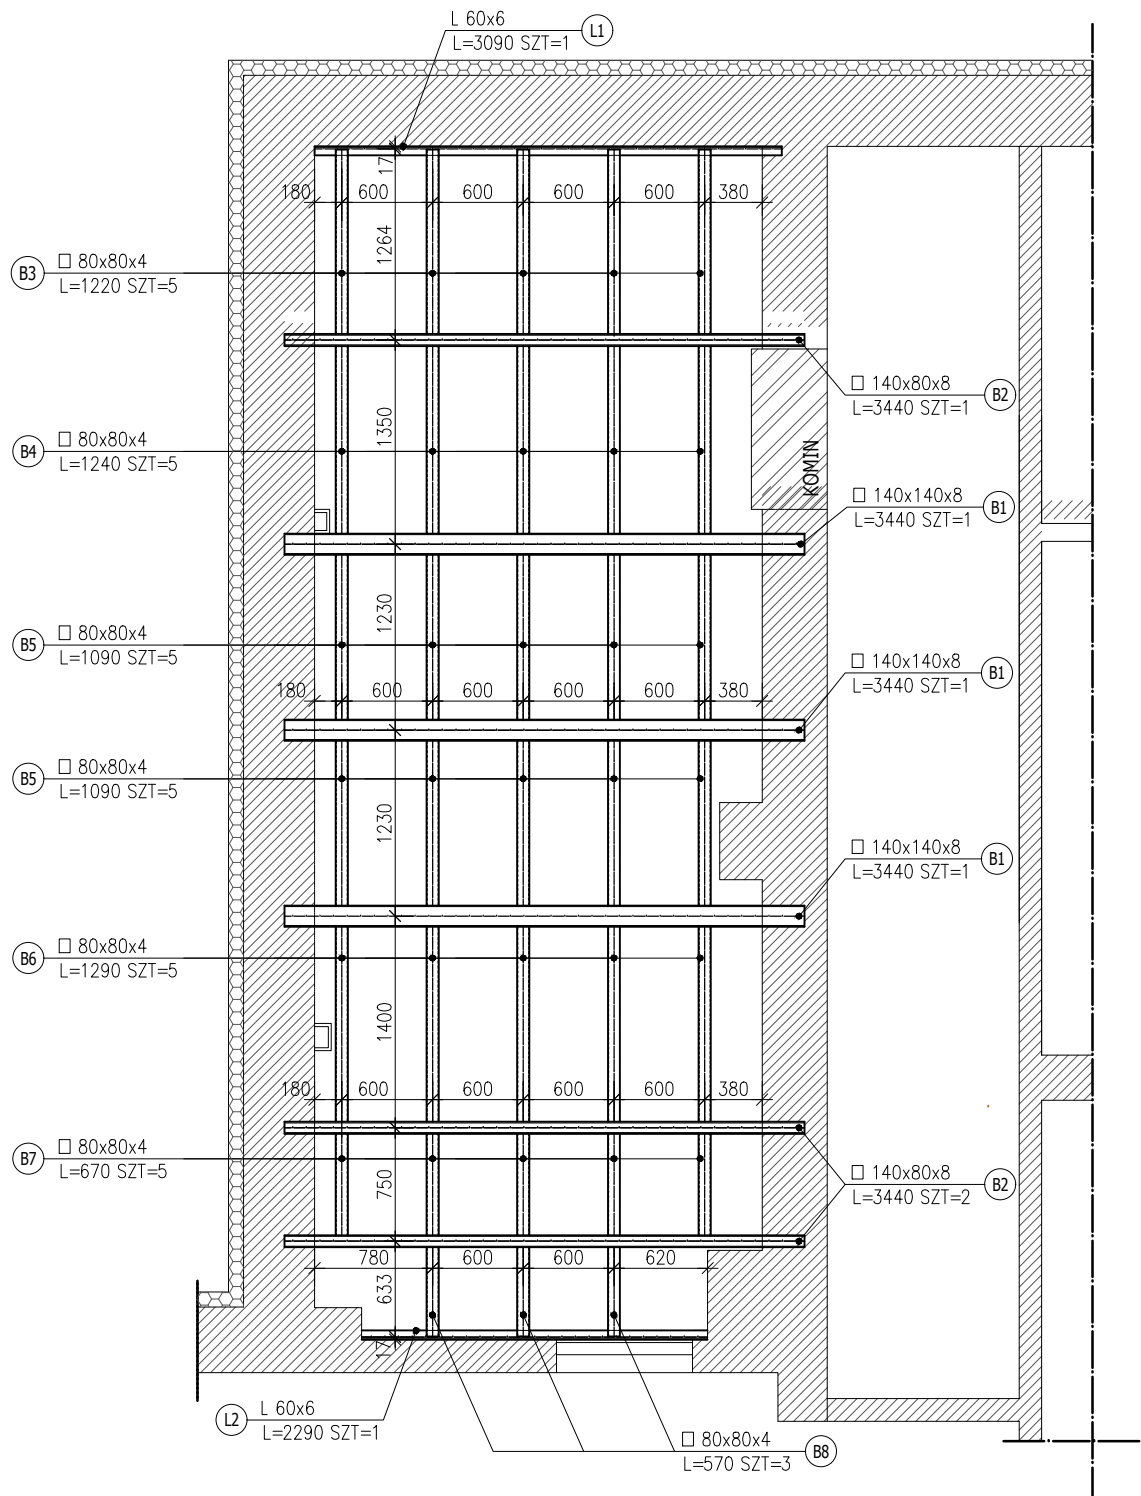 L 60x6
L=3090 SZT=1
L1
17
180 600 600 600 600 380
1264
B3
□ 80x80x4
L=1220 SZT=5
□ 140x80x8
L=3440 SZT=1
B2
1350
B4
□ 80x80x4
L=1240 SZT=5
KOMIN
□ 140x140x8
L=3440 SZT=1
B1
1230
B5
□ 80x80x4
L=1090 SZT=5
□ 140x140x8
L=3440 SZT=1
B1
180 600 600 600 600 380
B5
□ 80x80x4
L=1090 SZT=5
1230
□ 140x140x8
L=3440 SZT=1
B1
B6
□ 80x80x4
L=1290 SZT=5
1400
180 600 600 600 600 380
B7
□ 80x80x4
L=670 SZT=5
750
□ 140x80x8
L=3440 SZT=2
B2
780 600 600 620
633
17
L2
L 60x6
L=2290 SZT=1
□ 80x80x4
L=570 SZT=3
B8